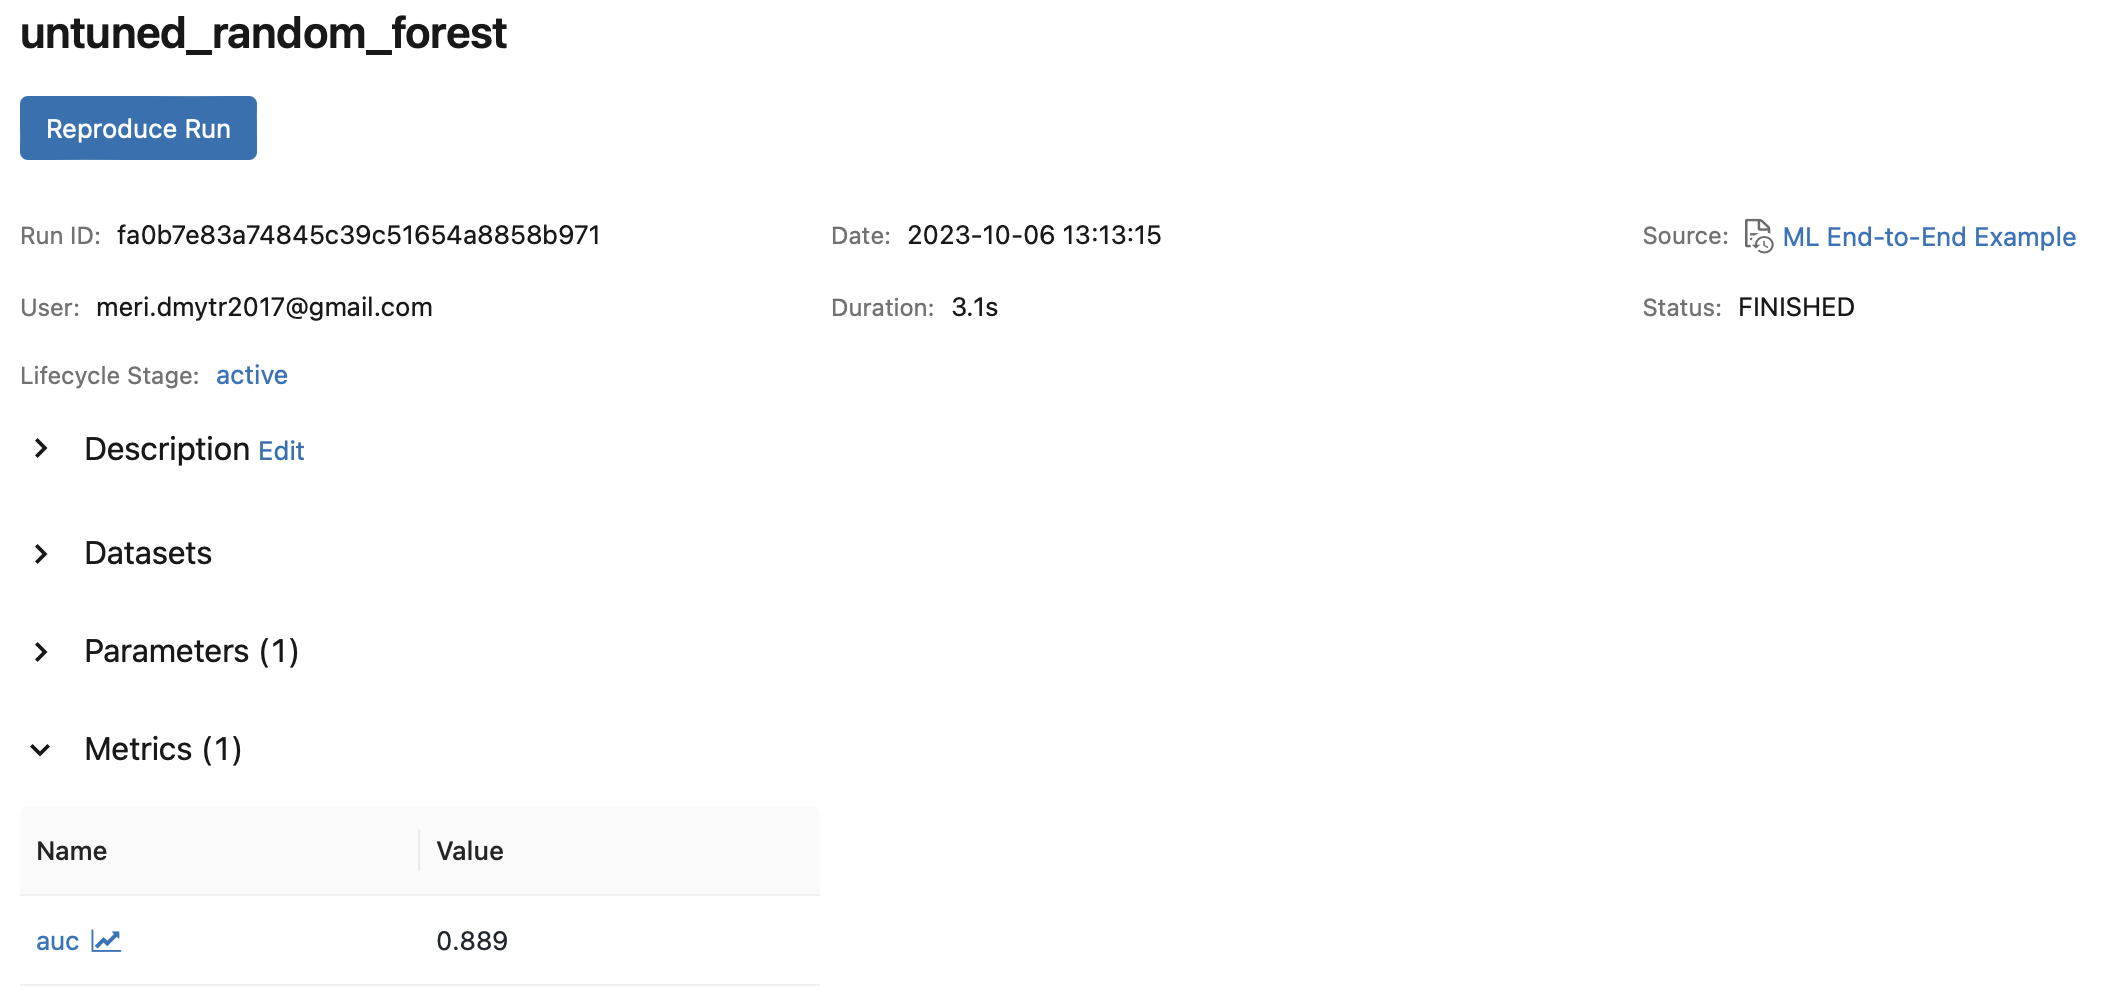 untuned_random_forest
Reproduce Run
Run ID: fa0b7e83a74845c39c51654a8858b971 Date: 2023-10-06 13:13:15 Source: ML End-to-End Example
User: meri.dmytr2017@gmail.com Duration: 3.1s Status: FINISHED
Lifecycle Stage: active
Description Edit
Datasets
Parameters (1)
Metrics (1)
Name Value
auc 0.889